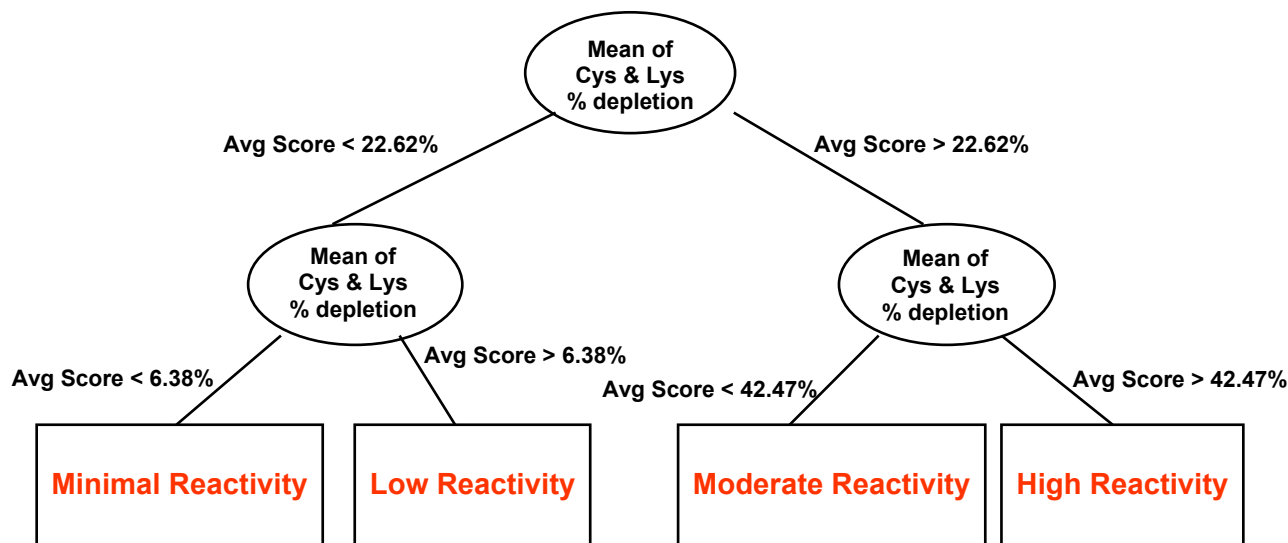 Mean of
Cys & Lys
% depletion
Avg Score < 22.62%
Avg Score > 22.62%
Mean of
Cys & Lys
% depletion
Mean of
Cys & Lys
% depletion
Avg Score < 6.38%
Avg Score > 6.38%
Avg Score < 42.47%
Avg Score > 42.47%
Minimal Reactivity
Low Reactivity
Moderate Reactivity
High Reactivity